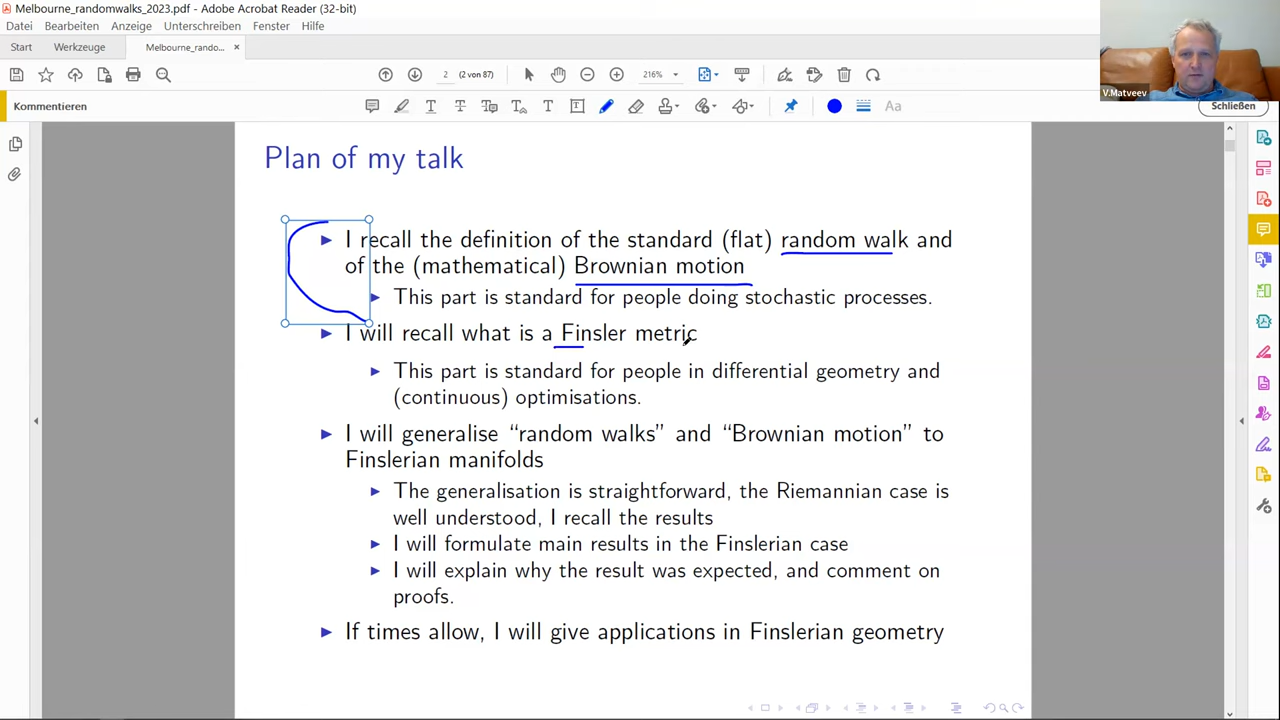 Melbourne_randomwalks_2023.pdf - Adobe Acrobat Reader (32-bit)
Datei Bearbeiten Anzeige Unterschreiben Fenster Hilfe
Start Werkzeuge Melbourne_rando... ×
2 (2 von 87) 216%
V.Matveev
Kommentieren Aa Schließen
Plan of my talk
I recall the definition of the standard (flat) random walk and
of the (mathematical) Brownian motion
This part is standard for people doing stochastic processes.
I will recall what is a Finsler metric
This part is standard for people in differential geometry and
(continuous) optimisations.
I will generalise “random walks” and “Brownian motion” to
Finslerian manifolds
The generalisation is straightforward, the Riemannian case is
well understood, I recall the results
I will formulate main results in the Finslerian case
I will explain why the result was expected, and comment on
proofs.
If times allow, I will give applications in Finslerian geometry